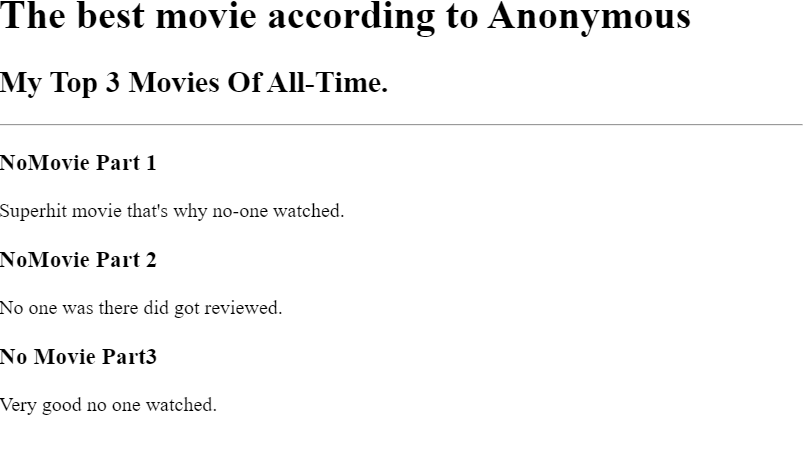 The best movie according to Anonymous
My Top 3 Movies Of All-Time.
NoMovie Part 1
Superhit movie that's why no-one watched.
NoMovie Part 2
No one was there did got reviewed.
No Movie Part3
Very good no one watched.